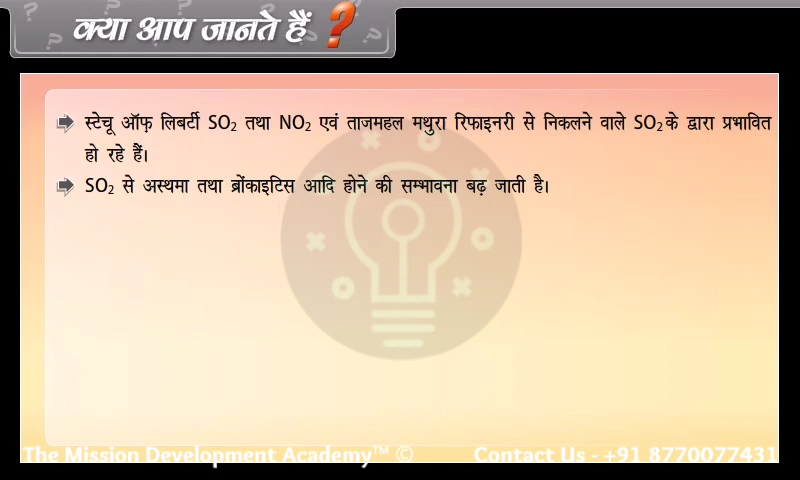 क्या आप जानते हैं ?
स्टेचू ऑफ़ लिबर्टी SO₂ तथा NO₂ एवं ताजमहल मथुरा रिफाइनरी से निकलने वाले SO₂ के द्वारा प्रभावित
हो रहे हैं।
SO₂ से अस्थमा तथा ब्रोंकाइटिस आदि होने की सम्भावना बढ़ जाती है।
The Mission Development Academy™ © Contact Us - +91 8770077431